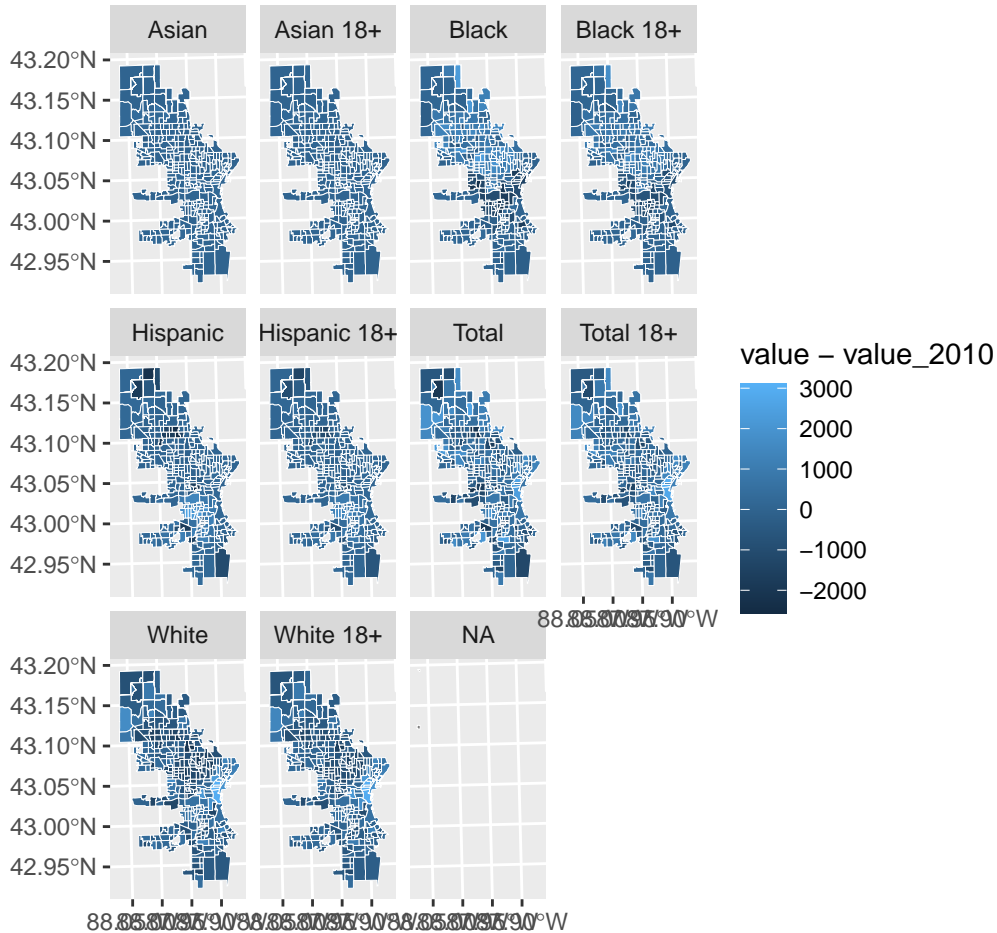 Asian
Asian 18+
Black
Black 18+
43.20°N
43.15°N
43.10°N
43.05°N
43.00°N
42.95°N
Hispanic
Hispanic 18+
Total
Total 18+
43.20°N
43.15°N
43.10°N
43.05°N
43.00°N
42.95°N
value − value_2010
3000
2000
1000
0
−1000
−2000
White
White 18+
NA
43.20°N
43.15°N
43.10°N
43.05°N
43.00°N
42.95°N